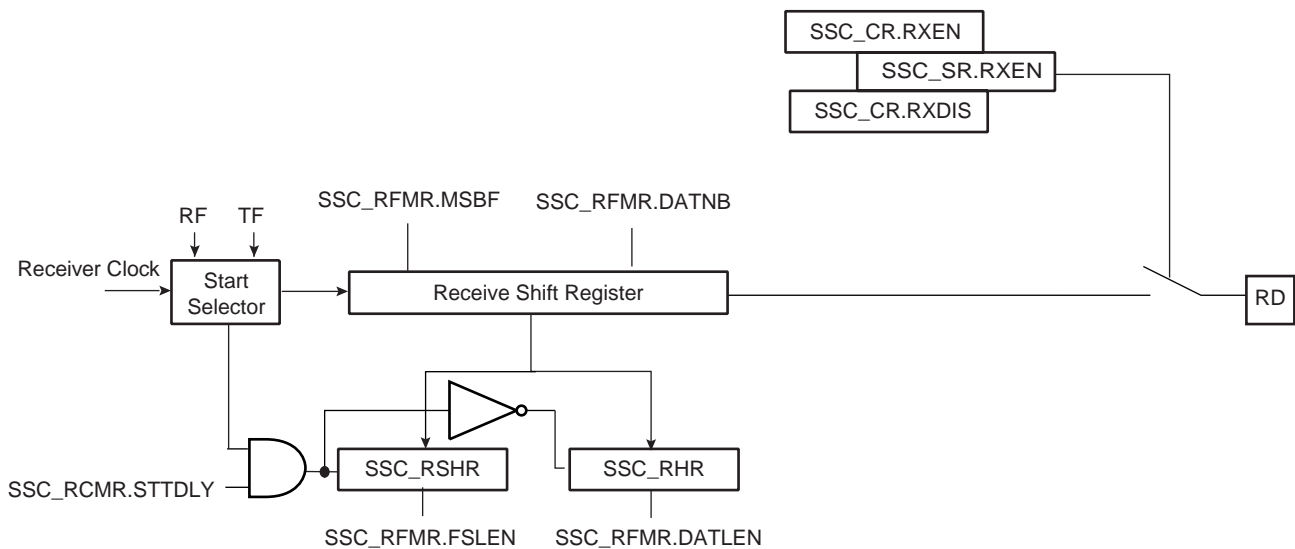 SSC_CR.RXEN
SSC_SR.RXEN
SSC_CR.RXDIS
SSC_RFMR.MSBF
SSC_RFMR.DATNB
RF
TF
Receiver Clock
Start
Selector
Receive Shift Register
RD
SSC_RSHR
SSC_RHR
SSC_RCMR.STTDLY
SSC_RFMR.FSLEN
SSC_RFMR.DATLEN